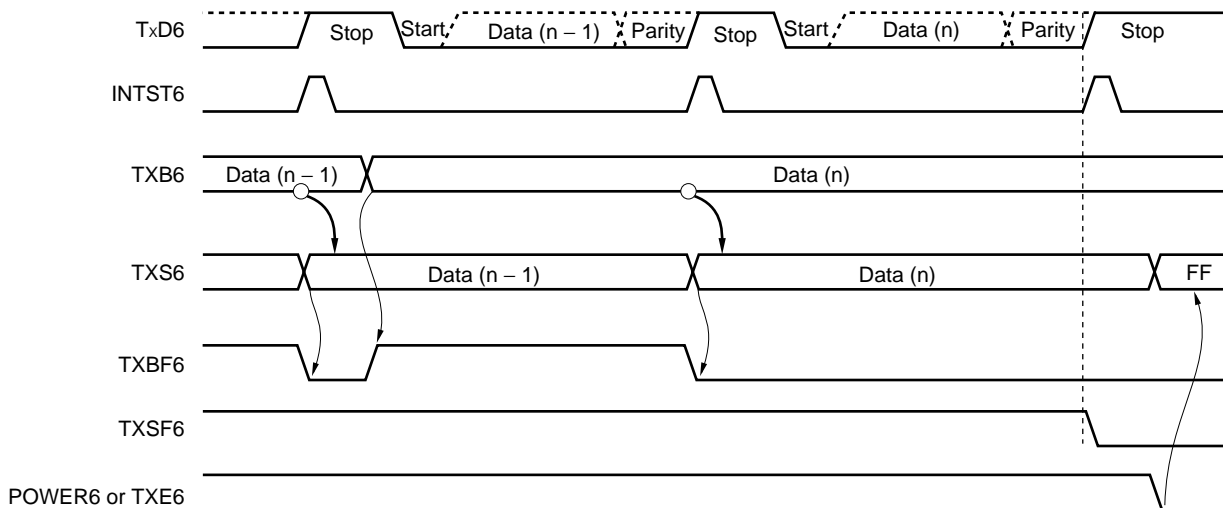 TxD6 Stop Start Data (n − 1) Parity Stop Start Data (n) Parity Stop
INTST6
TXB6 Data (n − 1) Data (n)
TXS6 Data (n − 1) Data (n) FF
TXBF6
TXSF6
POWER6 or TXE6